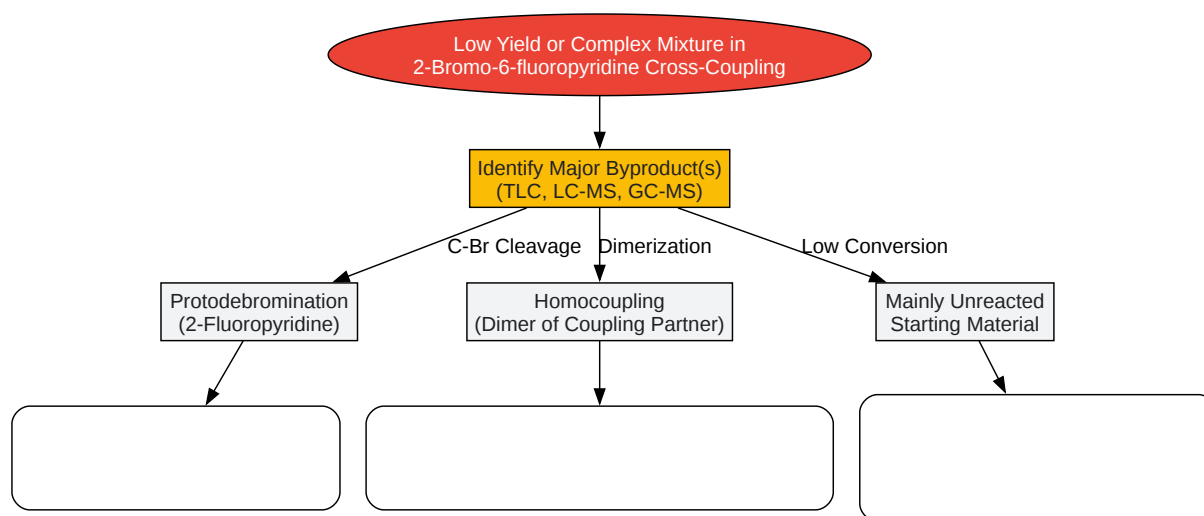 Low Yield or Complex Mixture in
2-Bromo-6-fluoropyridine Cross-Coupling
Identify Major Byproduct(s)
(TLC, LC-MS, GC-MS)
C-Br Cleavage
Dimerization
Low Conversion
Protodebromination
(2-Fluoropyridine)
Homocoupling
(Dimer of Coupling Partner)
Mainly Unreacted
Starting Material